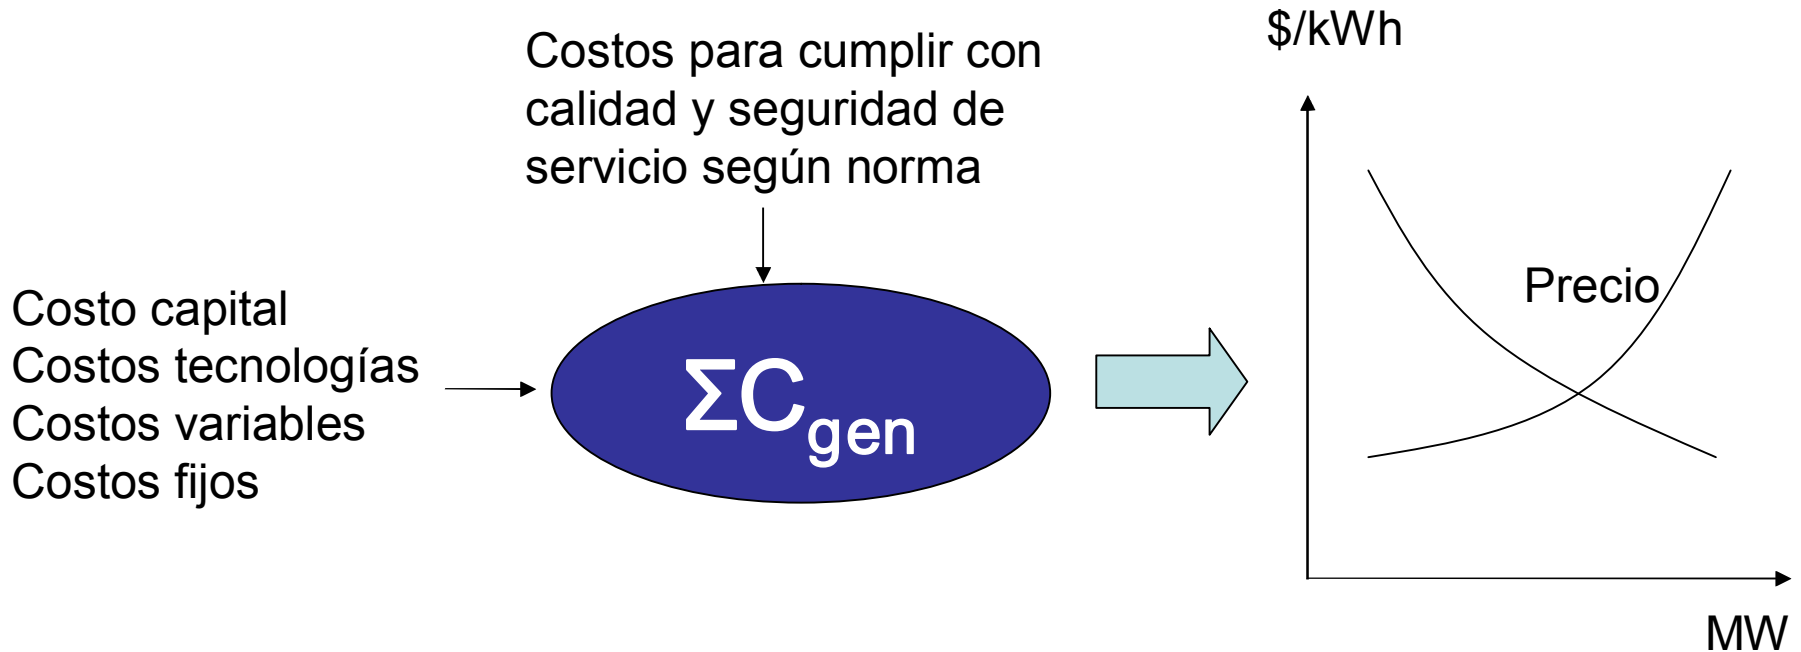 Costos para cumplir con
calidad y seguridad de
servicio según norma
Costo capital
Costos tecnologías
Costos variables
Costos fijos
ΣCgen
$/kWh
Precio
MW